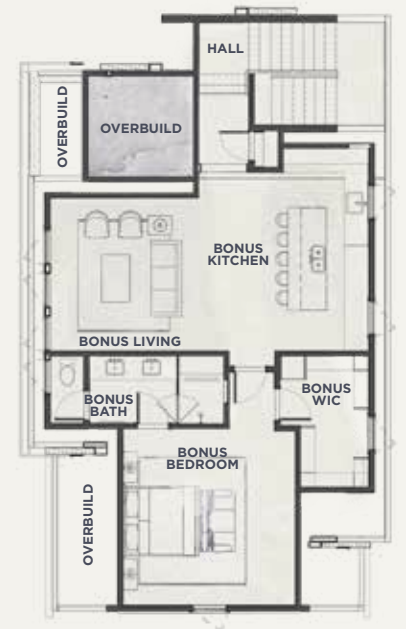 HALL
OVERBUILD
OVERBUILD
BONUS
KITCHEN
BONUS LIVING
BONUS
BATH
BONUS
WIC
BONUS
BEDROOM
OVERBUILD